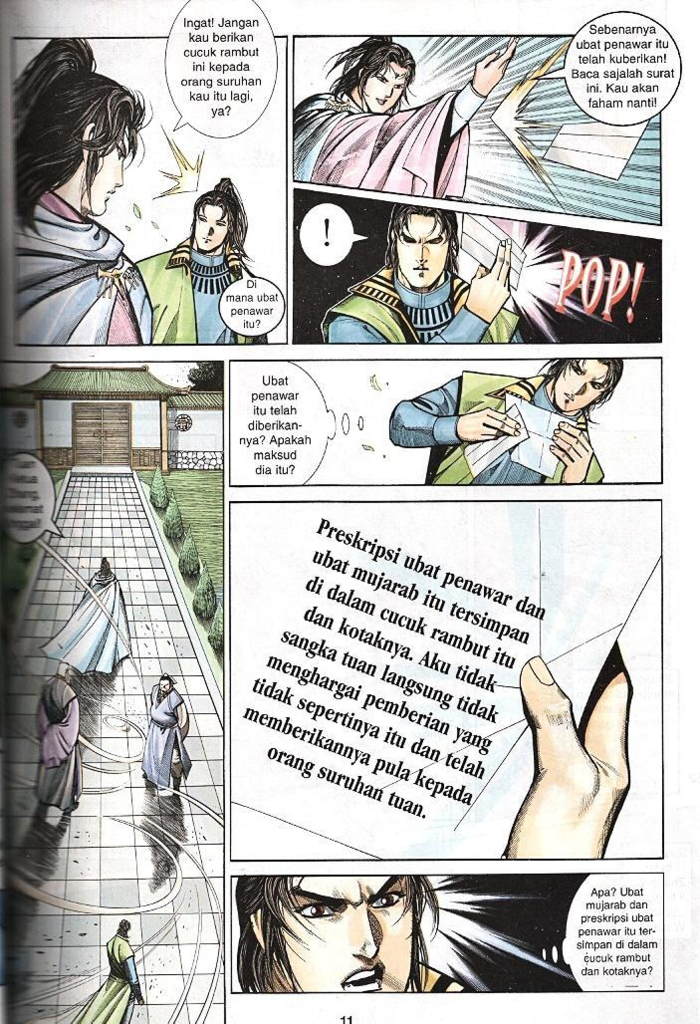 Ingat! Jangan
kau berikan
cucuk rambut
ini kepada
orang suruhan
kau itu lagi,
ya?
Di
mana ubat
penawar
itu?
Sebenarnya
ubat penawar itu
telah kuberikan!
Baca sajalah surat
ini. Kau akan
faham nanti!
!
POP!
Ubat
penawar
itu telah
diberikan-
nya? Apakah
maksud
dia itu?
Preskripsi ubat penawar dan
ubat mujarab itu tersimpan
di dalam cucuk rambut itu
dan kotaknya. Aku tidak
sangka tuan langsung tidak
menghargai pemberian yang
tidak sepertinya itu dan telah
memberikannya pula kepada
orang suruhan tuan.
Apa? Ubat
mujarab dan
preskripsi ubat
penawar itu ter-
simpan di dalam
cucuk rambut
dan kotaknya?
11